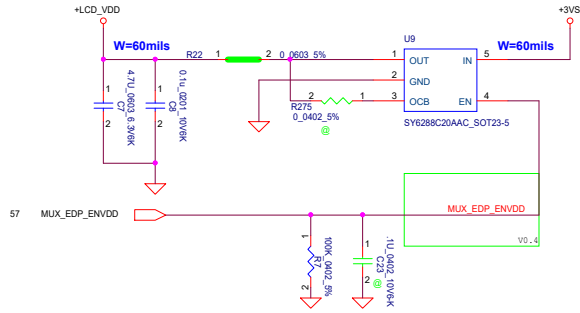 +LCD_VDD
+3VS
W=60mils
R22
1
2
0_0603_5%
U9
1
OUT
IN
5
W=60mils
2
GND
3
OCB
EN
4
SY6288C20AAC_SOT23-5
2
1
R275
0_0402_5%
@
1
2
C7
4.7U_0603_6.3V6K
1
2
C8
0.1u_0201_10V6K
57
MUX_EDP_ENVDD
MUX_EDP_ENVDD
V0.4
1
2
R7
100K_0402_5%
1
2
C23
.1U_0402_10V6-K
@